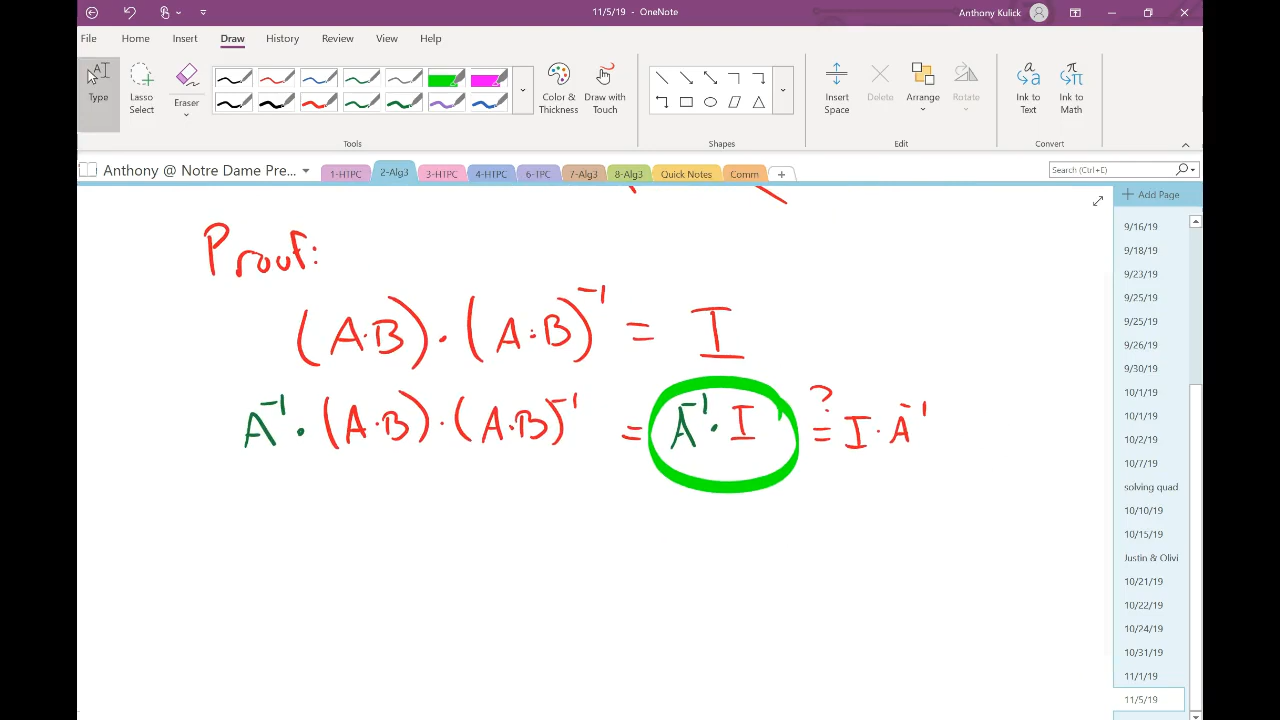 11/5/19 - OneNote
Anthony Kulick
File Home Insert Draw History Review View Help
Type
Lasso Select
Eraser
Color & Thickness
Draw with Touch
Insert Space
Delete
Arrange
Rotate
Ink to Text
Ink to Math
Tools
Shapes
Edit
Convert
Anthony @ Notre Dame Pre...
1-HTPC 2-Alg3 3-HTPC 4-HTPC 6-TPC 7-Alg3 8-Alg3 Quick Notes Comm
Search (Ctrl+E)
Add Page
9/16/19
9/18/19
9/23/19
9/25/19
9/25/19
9/26/19
9/30/19
10/1/19
10/1/19
10/2/19
10/7/19
solving quad
10/10/19
10/15/19
Justin & Olivi
10/21/19
10/22/19
10/24/19
10/31/19
11/1/19
11/5/19
Proof:
(A·B)·(A·B)⁻¹ = I
A⁻¹·(A·B)·(A·B)⁻¹ = A⁻¹·I ≟ I·A⁻¹